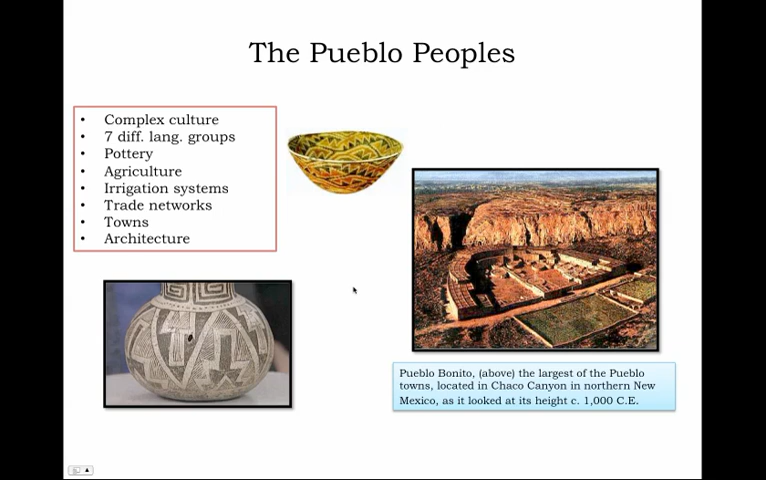 The Pueblo Peoples
• Complex culture
• 7 diff. lang. groups
• Pottery
• Agriculture
• Irrigation systems
• Trade networks
• Towns
• Architecture
Pueblo Bonito, (above) the largest of the Pueblo
towns, located in Chaco Canyon in northern New
Mexico, as it looked at its height c. 1,000 C.E.